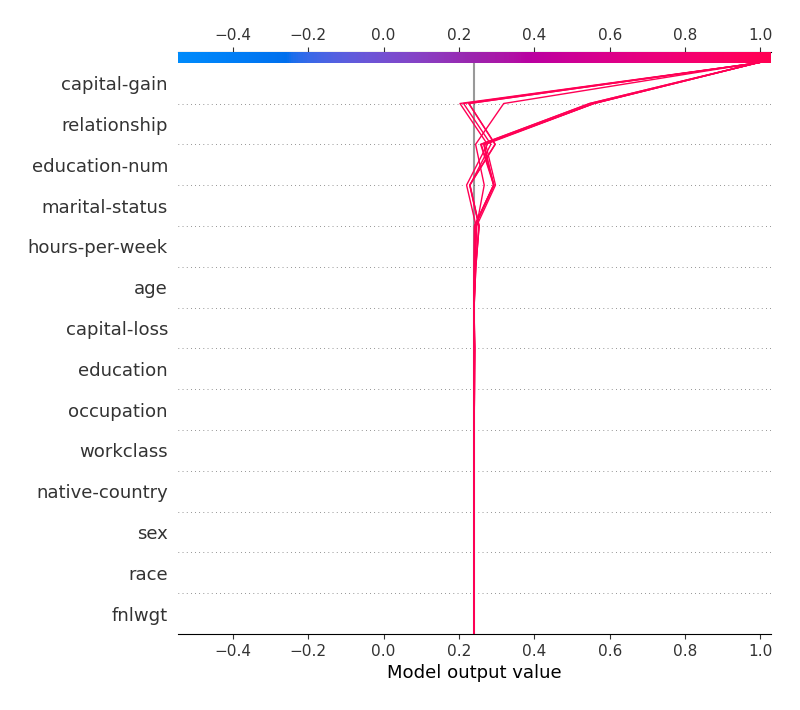 −0.4 −0.2 0.0 0.2 0.4 0.6 0.8 1.0
capital-gain
relationship
education-num
marital-status
hours-per-week
age
capital-loss
education
occupation
workclass
native-country
sex
race
fnlwgt
−0.4 −0.2 0.0 0.2 0.4 0.6 0.8 1.0
Model output value